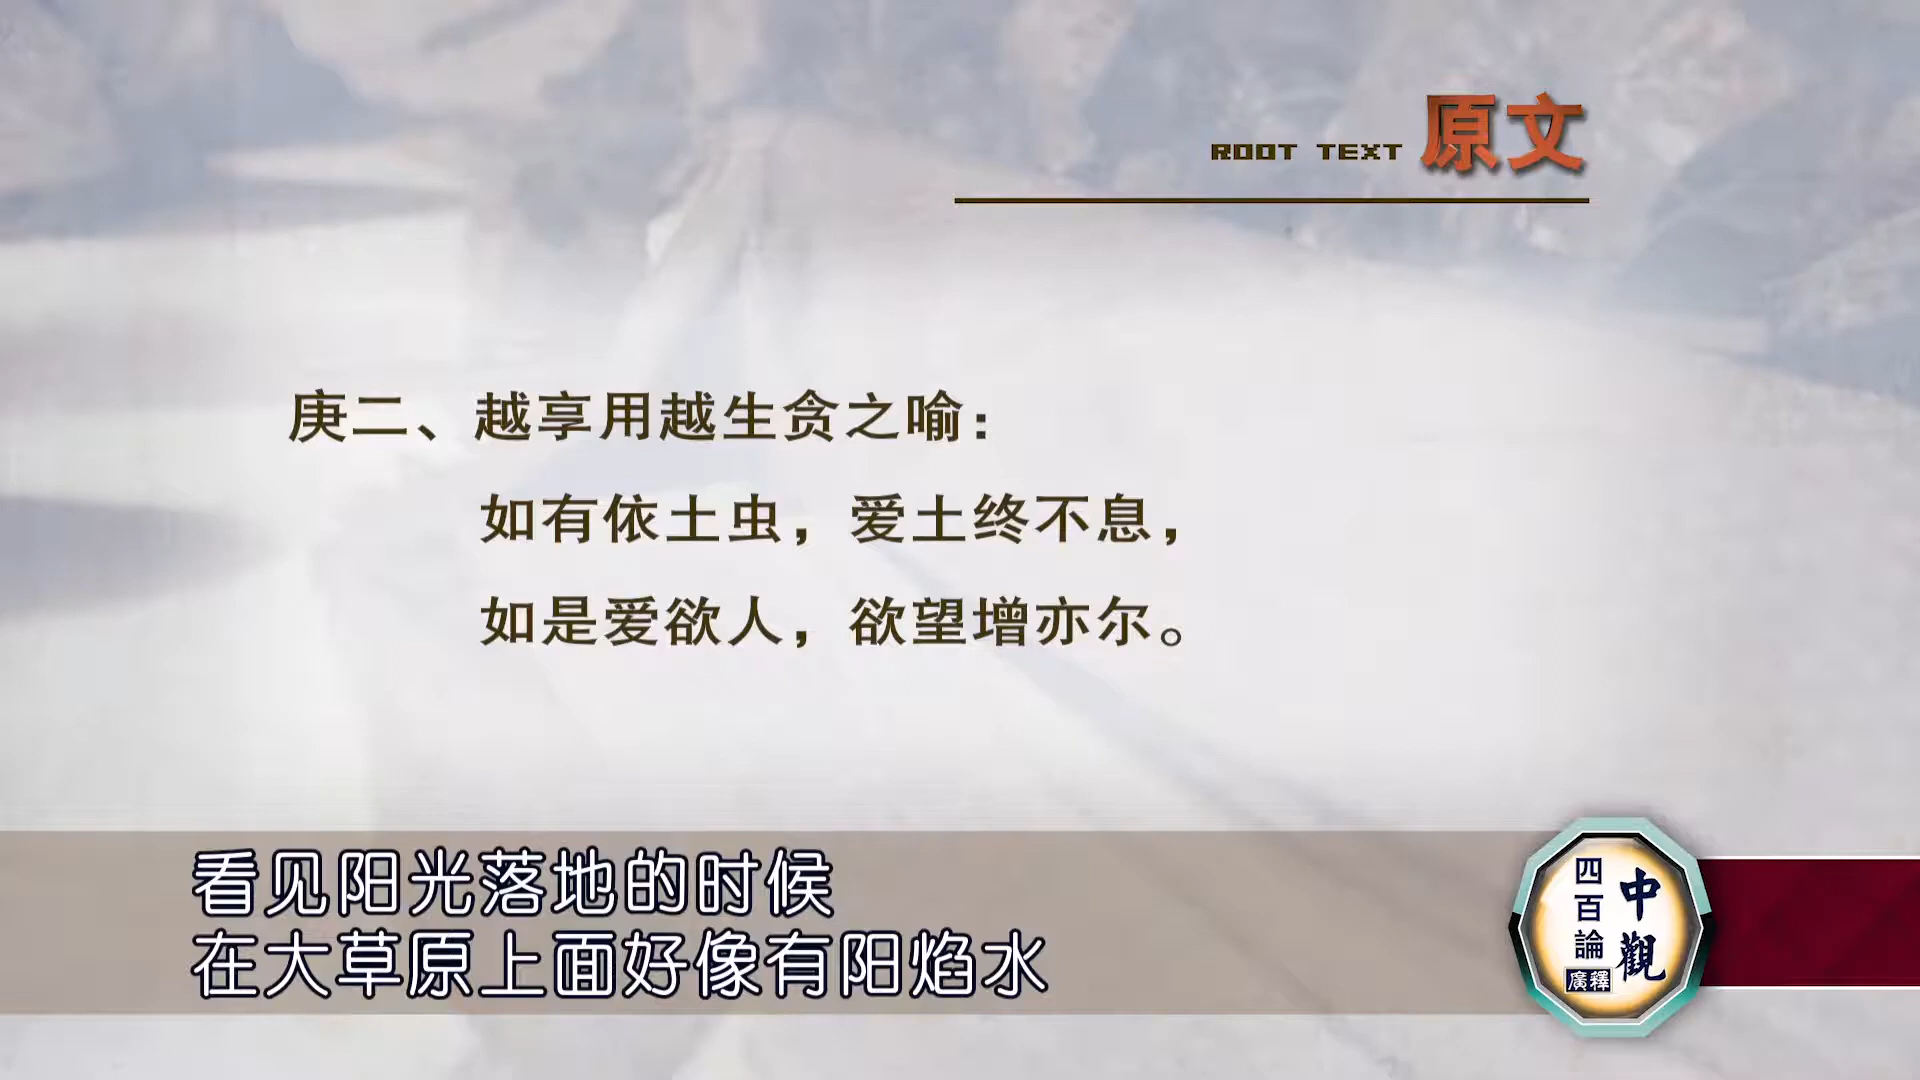 ROOT TEXT 原文
庚二、越享用越生贪之喻：
如有依土虫，爱土终不息，
如是爱欲人，欲望增亦尔。
看见阳光落地的时候
在大草原上面好像有阳焰水
中觀
四百論
廣釋